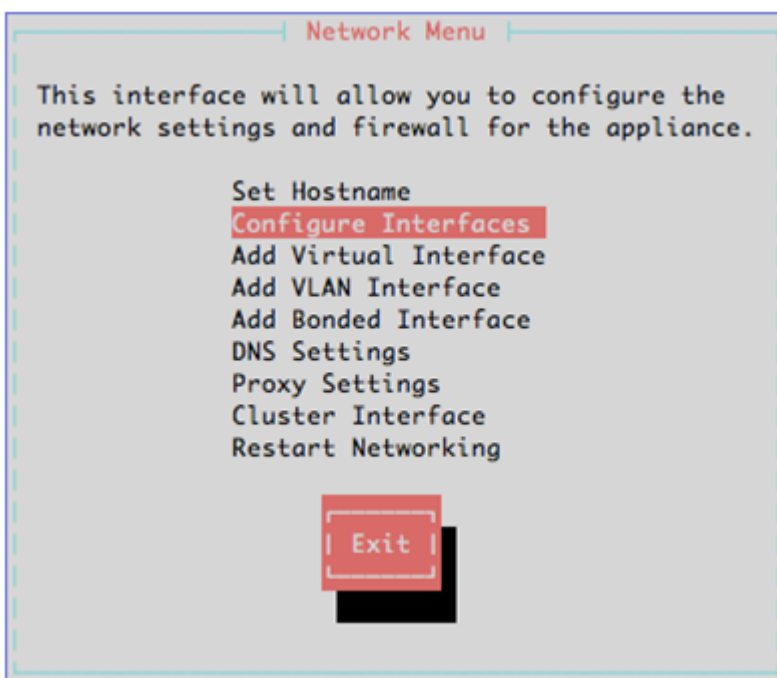 Network Menu
This interface will allow you to configure the
network settings and firewall for the appliance.
Set Hostname
Configure Interfaces
Add Virtual Interface
Add VLAN Interface
Add Bonded Interface
DNS Settings
Proxy Settings
Cluster Interface
Restart Networking
Exit